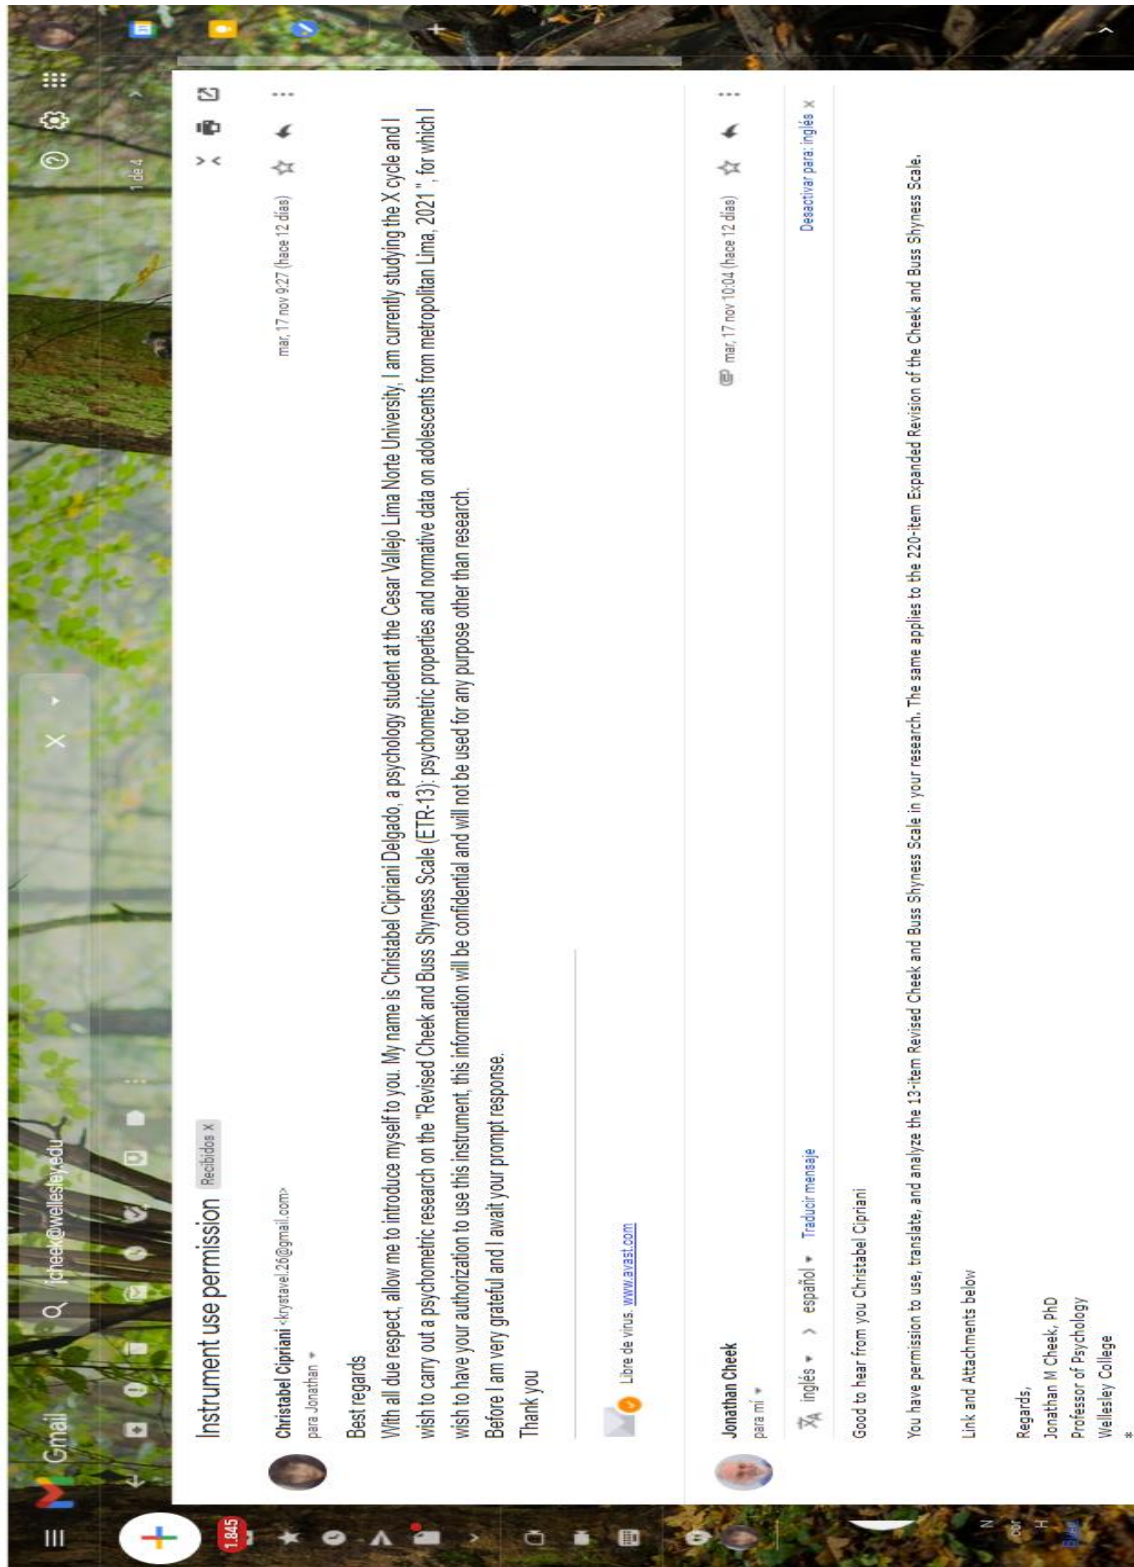 Gmail
jcheek@wellesley.edu
1 de 4
1.845
Instrument use permission Recibidos x
Christabel Cipriani <krystavel.26@gmail.com>
mar, 17 nov 9:27 (hace 12 días)
para Jonathan
Best regards
With all due respect, allow me to introduce myself to you. My name is Christabel Cipriani Delgado, a psychology student at the Cesar Vallejo Lima Norte University, I am currently studying the X cycle and I
wish to carry out a psychometric research on the "Revised Cheek and Buss Shyness Scale (ETR-13): psychometric properties and normative data on adolescents from metropolitan Lima, 2021 ", for which I
wish to have your authorization to use this instrument, this information will be confidential and will not be used for any purpose other than research.
Before I am very grateful and I await your prompt response.
Thank you
Libre de virus. www.avast.com
Jonathan Cheek
mar, 17 nov 10:04 (hace 12 días)
para mí
inglés > español Traducir mensaje
Desactivar para: inglés x
Good to hear from you Christabel Cipriani
You have permission to use, translate, and analyze the 13-item Revised Cheek and Buss Shyness Scale in your research. The same applies to the 220-item Expanded Revision of the Cheek and Buss Shyness Scale.
Link and Attachments below
Regards,
Jonathan M Cheek, PhD
Professor of Psychology
Wellesley College
*
N
H